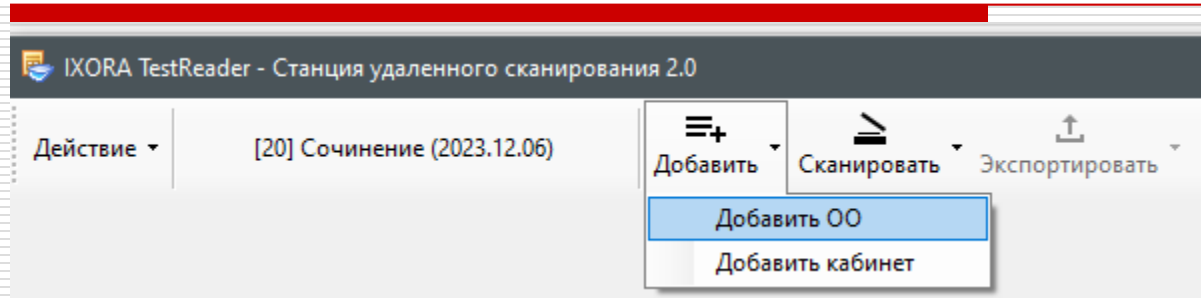 IXORA TestReader - Станция удаленного сканирования 2.0
Действие [20] Сочинение (2023.12.06) Добавить Сканировать Экспортировать
Добавить ОО
Добавить кабинет